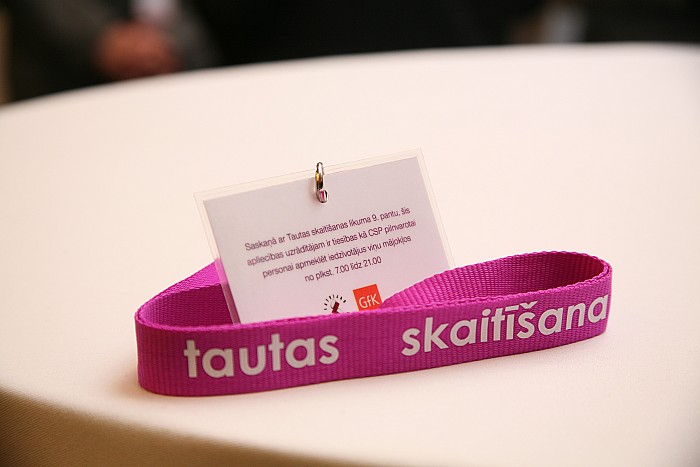 Saskaņā ar Tautas skaitīšanas likuma 9. pantu, šīs
apliecības uzrādītājam ir tiesības kā CSP pilnvarotai
personai apmeklēt iedzīvotājus viņu mājokļos
no plkst. 7.00 līdz 21.00
GfK
tautas skaitīšana